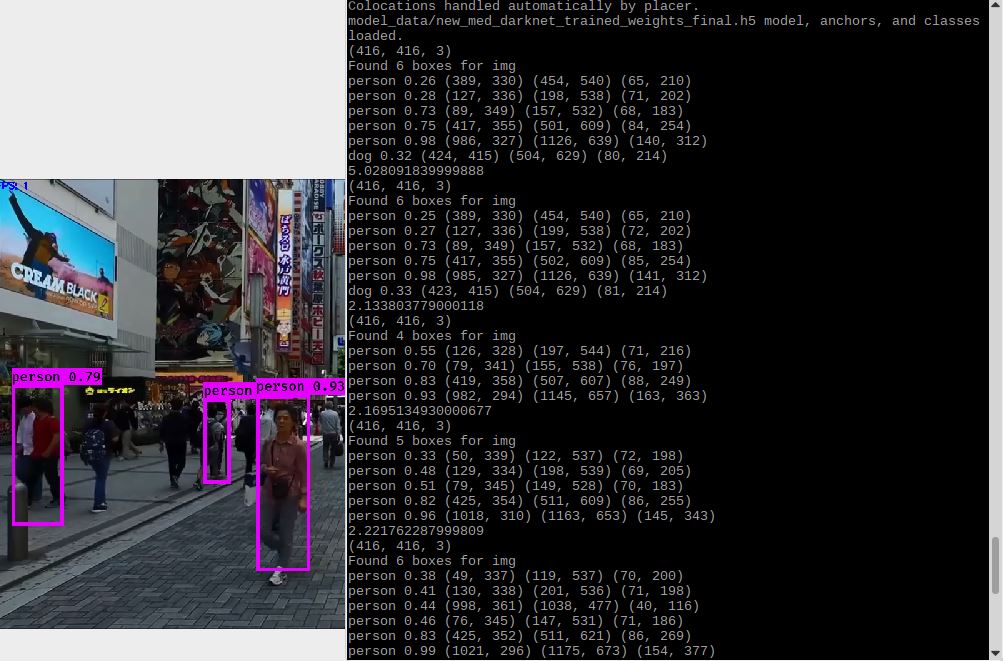 FPS: 1
CREAM BLACK
person 0.79
person
person 0.93
Colocations handled automatically by placer.
model_data/new_med_darknet_trained_weights_final.h5 model, anchors, and classes
loaded.
(416, 416, 3)
Found 6 boxes for img
person 0.26 (389, 330) (454, 540) (65, 210)
person 0.28 (127, 336) (198, 538) (71, 202)
person 0.73 (89, 349) (157, 532) (68, 183)
person 0.75 (417, 355) (501, 609) (84, 254)
person 0.98 (986, 327) (1126, 639) (140, 312)
dog 0.32 (424, 415) (504, 629) (80, 214)
5.028091839999888
(416, 416, 3)
Found 6 boxes for img
person 0.25 (389, 330) (454, 540) (65, 210)
person 0.27 (127, 336) (199, 538) (72, 202)
person 0.73 (89, 349) (157, 532) (68, 183)
person 0.75 (417, 355) (502, 609) (85, 254)
person 0.98 (985, 327) (1126, 639) (141, 312)
dog 0.33 (423, 415) (504, 629) (81, 214)
2.133803779000118
(416, 416, 3)
Found 4 boxes for img
person 0.55 (126, 328) (197, 544) (71, 216)
person 0.70 (79, 341) (155, 538) (76, 197)
person 0.83 (419, 358) (507, 607) (88, 249)
person 0.93 (982, 294) (1145, 657) (163, 363)
2.1695134930000677
(416, 416, 3)
Found 5 boxes for img
person 0.33 (50, 339) (122, 537) (72, 198)
person 0.48 (129, 334) (198, 539) (69, 205)
person 0.51 (79, 345) (149, 528) (70, 183)
person 0.82 (425, 354) (511, 609) (86, 255)
person 0.96 (1018, 310) (1163, 653) (145, 343)
2.221762287999809
(416, 416, 3)
Found 6 boxes for img
person 0.38 (49, 337) (119, 537) (70, 200)
person 0.41 (130, 338) (201, 536) (71, 198)
person 0.44 (998, 361) (1038, 477) (40, 116)
person 0.46 (76, 345) (147, 531) (71, 186)
person 0.83 (425, 352) (511, 621) (86, 269)
person 0.99 (1021, 296) (1175, 673) (154, 377)